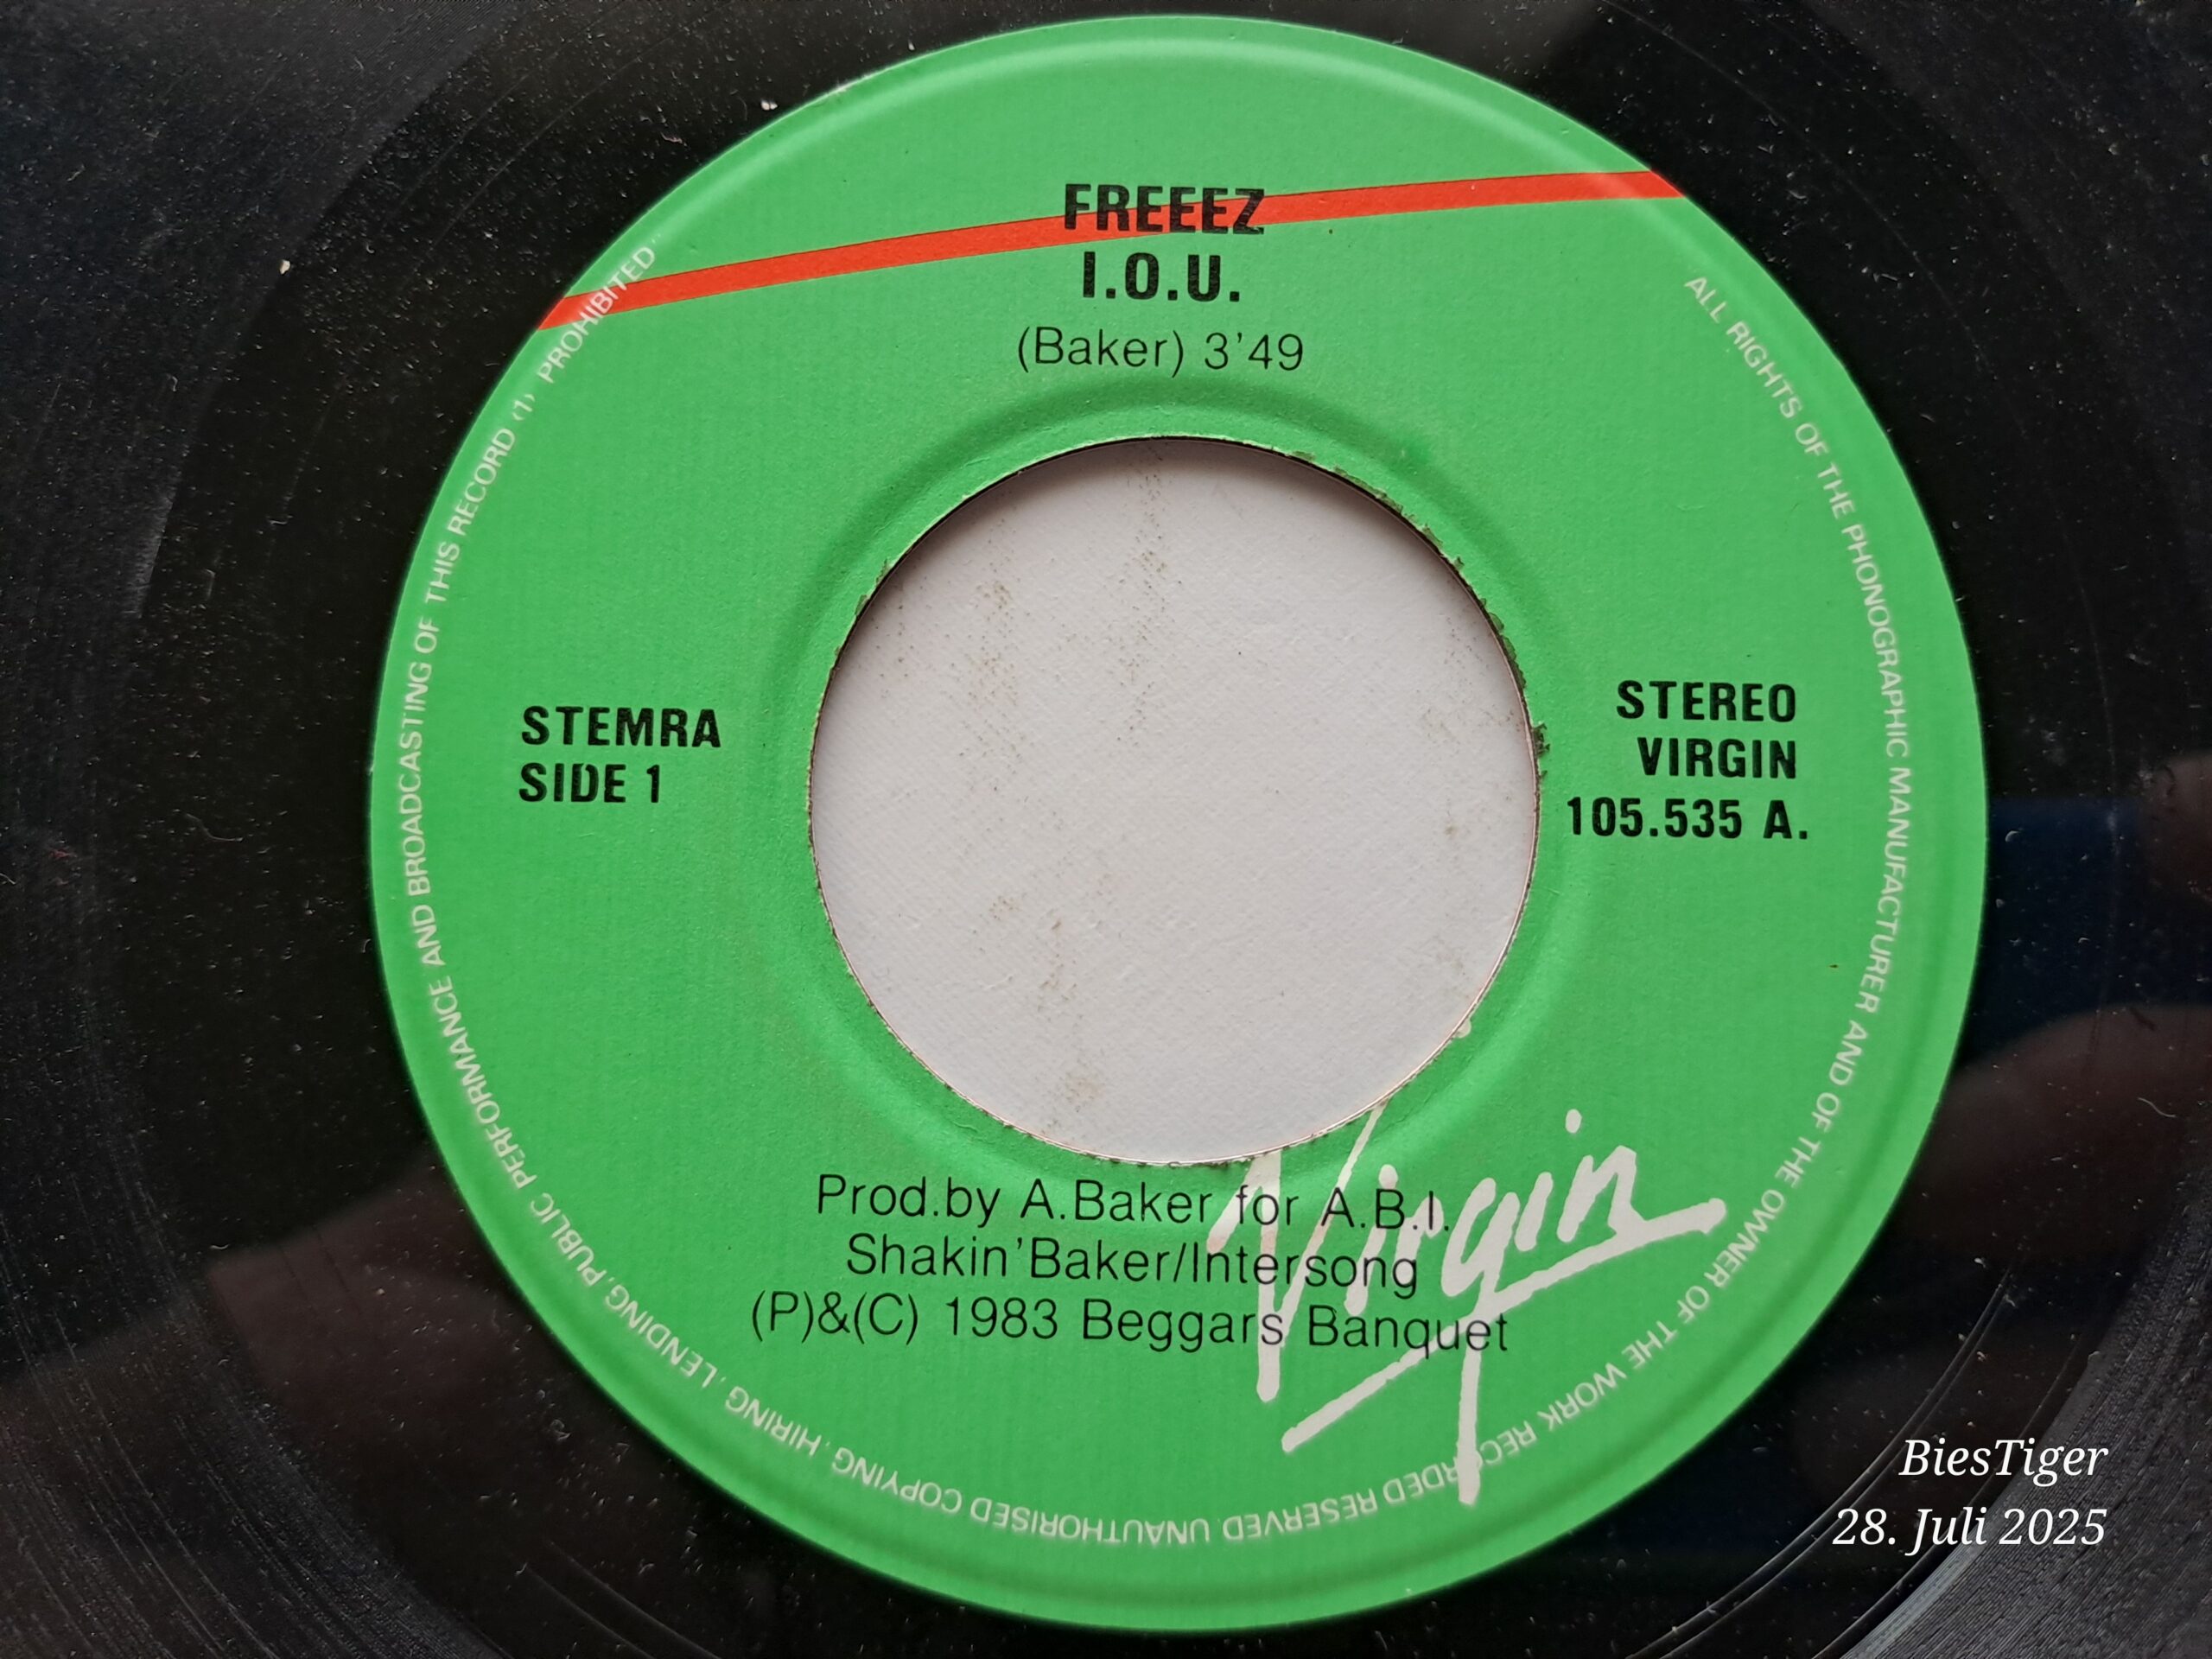 FREEEZ
I.O.U.
(Baker) 3'49
STEMRA
SIDE 1
STEREO
VIRGIN
105.535 A.
Prod.by A.Baker for A.B.I.
Shakin'Baker/Intersong
(P)&(C) 1983 Beggars Banquet
Virgin
ALL RIGHTS OF THE PHONOGRAPHIC MANUFACTURER AND OF THE OWNER OF THE WORK RECORDED RESERVED UNAUTHORISED COPYING, HIRING, LENDING, PUBLIC PERFORMANCE AND BROADCASTING OF THIS RECORD (1) PROHIBITED
BiesTiger
28. Juli 2025